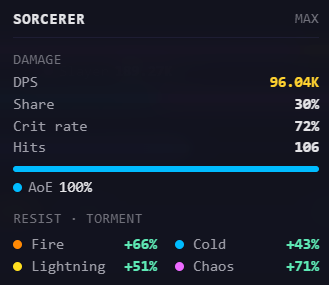 SORCERER MAX
DAMAGE
DPS 96.04K
Share 30%
Crit rate 72%
Hits 106
AoE 100%
RESIST · TORMENT
Fire +66% Cold +43%
Lightning +51% Chaos +71%